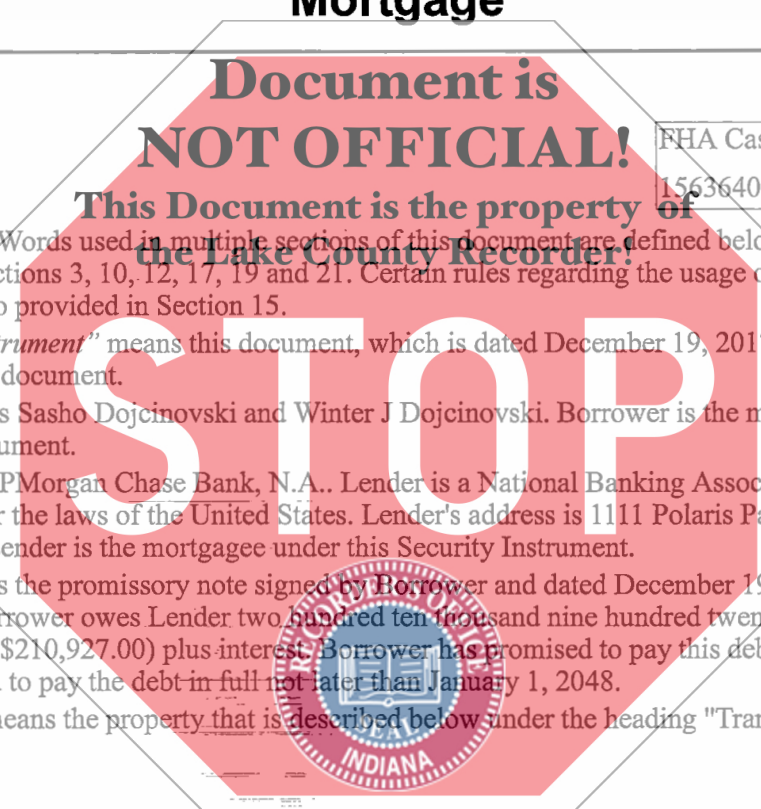 Mortgage
Document is
NOT OFFICIAL!
This Document is the property of
the Lake County Recorder!
FHA Cas
1563640
Words used in multiple sections of this document are defined belo
ctions 3, 10, 12, 17, 19 and 21. Certain rules regarding the usage o
o provided in Section 15.
trument" means this document, which is dated December 19, 201
document.
s Sasho Dojcinovski and Winter J Dojcinovski. Borrower is the m
ument.
PMorgan Chase Bank, N.A.. Lender is a National Banking Assoc
r the laws of the United States. Lender's address is 1111 Polaris Pa
ender is the mortgagee under this Security Instrument.
s the promissory note signed by Borrower and dated December 19
rrower owes Lender two hundred ten thousand nine hundred twen
$210,927.00) plus interest. Borrower has promised to pay this deb
l to pay the debt in full not later than January 1, 2048.
neans the property that is described below under the heading "Tran
STOP
RECORDER'S OFFICE
SEAL
INDIANA